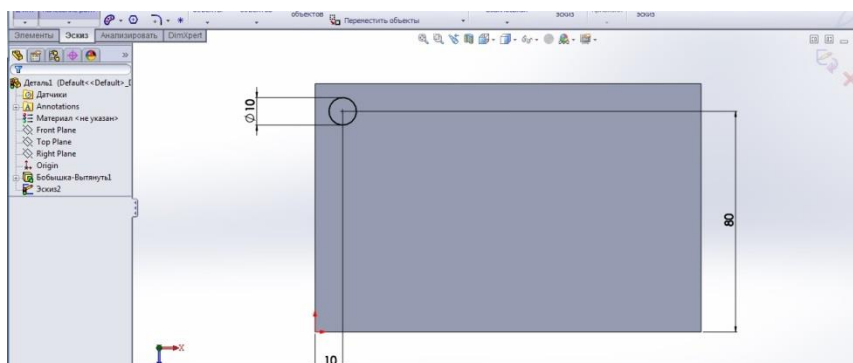 объектов
Переместить объекты
эскиз
эскиз
Элементы Эскиз Анализировать DimXpert
»
Деталь1 (Default<<Default>_D
Датчики
Annotations
Материал <не указан>
Front Plane
Top Plane
Right Plane
Origin
Бобышка-Вытянуть1
Эскиз2
∅10
80
10
X